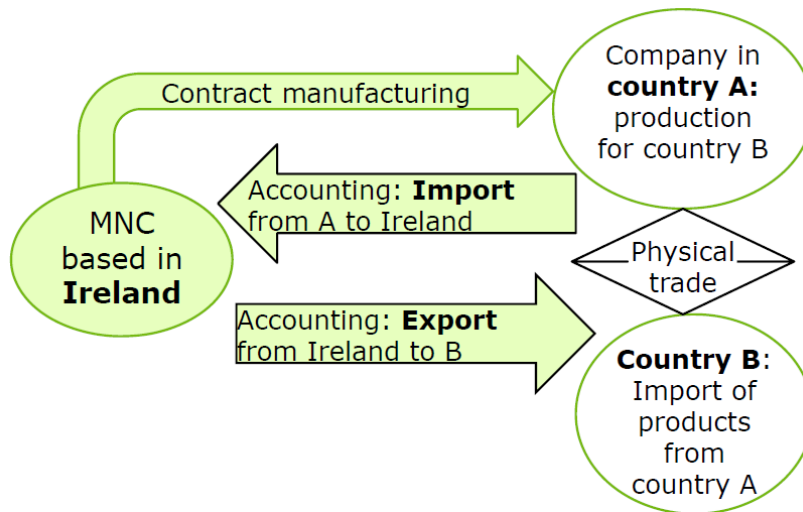 Company in
country A:
production
for country B
Contract manufacturing
Accounting: Import
from A to Ireland
MNC
based in
Ireland
Physical
trade
Accounting: Export
from Ireland to B
Country B:
Import of
products
from
country A